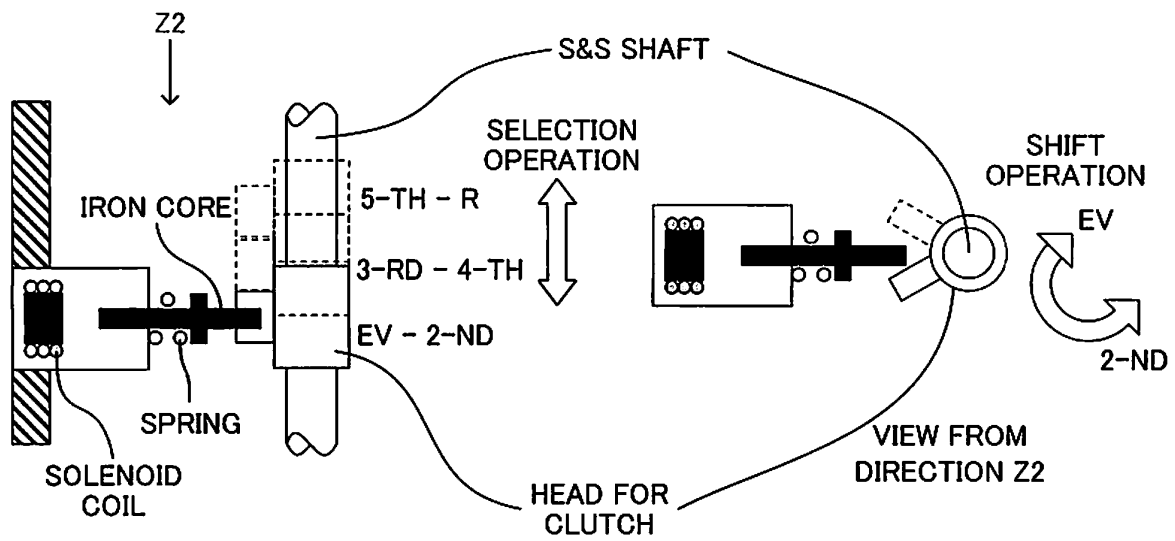 Z2
S&S SHAFT
SELECTION
OPERATION
SHIFT
OPERATION
IRON CORE
5-TH - R
EV
3-RD - 4-TH
EV - 2-ND
2-ND
SPRING
VIEW FROM
DIRECTION Z2
SOLENOID
COIL
HEAD FOR
CLUTCH